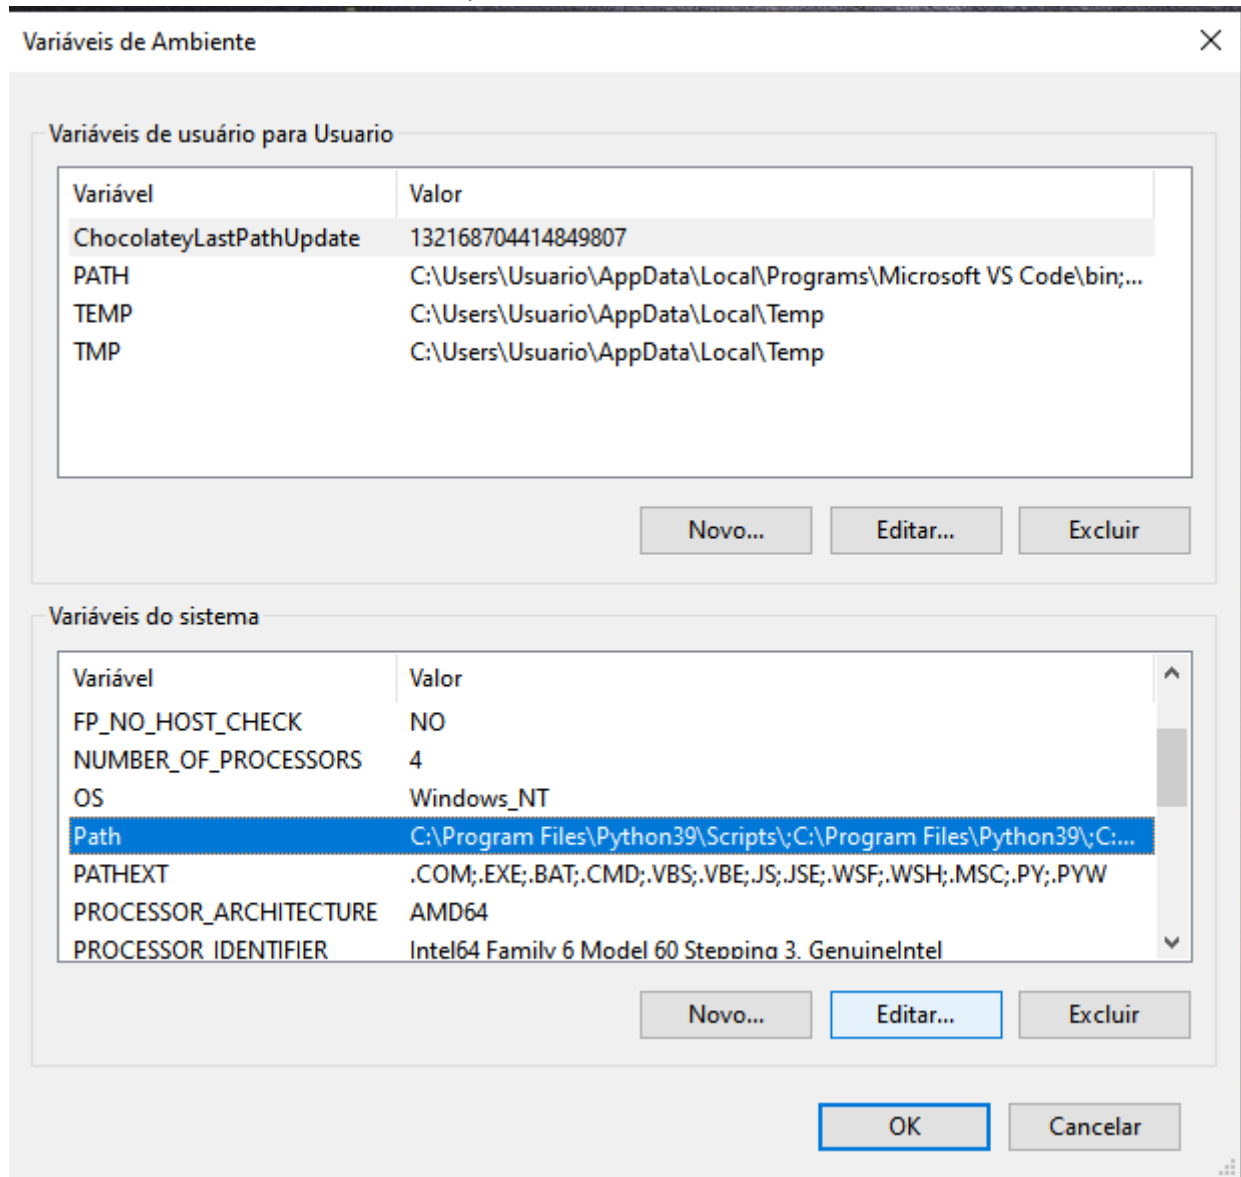 Variáveis de Ambiente
Variáveis de usuário para Usuario
Variável Valor
ChocolateyLastPathUpdate 132168704414849807
PATH C:\Users\Usuario\AppData\Local\Programs\Microsoft VS Code\bin;...
TEMP C:\Users\Usuario\AppData\Local\Temp
TMP C:\Users\Usuario\AppData\Local\Temp
Novo... Editar... Excluir
Variáveis do sistema
Variável Valor
FP_NO_HOST_CHECK NO
NUMBER_OF_PROCESSORS 4
OS Windows_NT
Path C:\Program Files\Python39\Scripts\;C:\Program Files\Python39\;C:...
PATHEXT .COM;.EXE;.BAT;.CMD;.VBS;.VBE;.JS;.JSE;.WSF;.WSH;.MSC;.PY;.PYW
PROCESSOR_ARCHITECTURE AMD64
PROCESSOR_IDENTIFIER Intel64 Family 6 Model 60 Stepping 3, GenuineIntel
Novo... Editar... Excluir
OK Cancelar